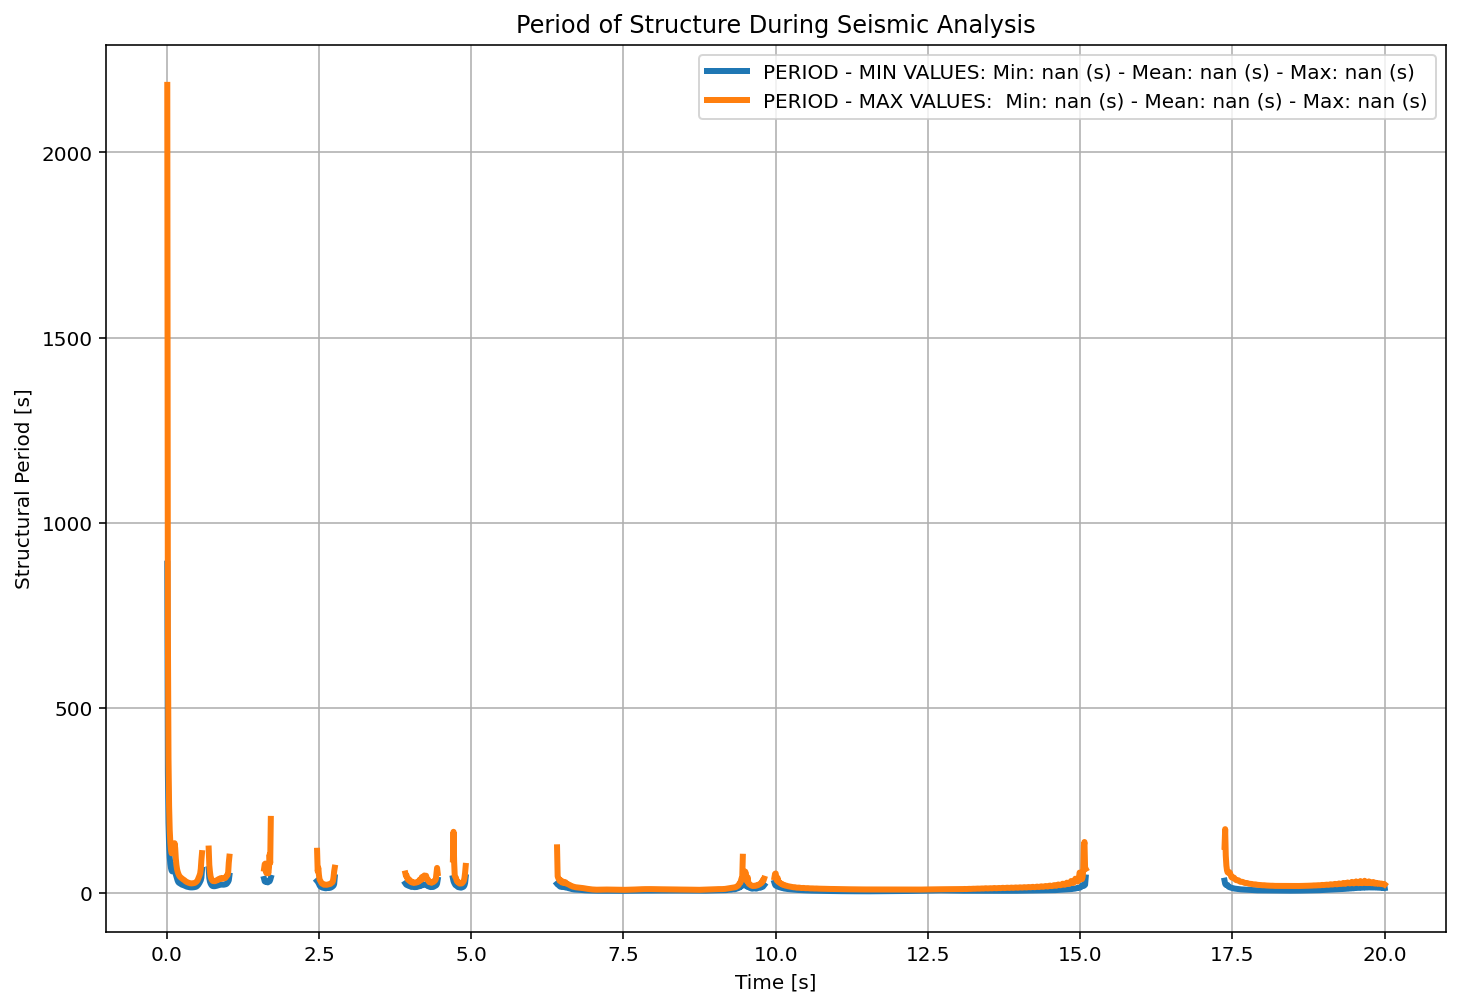 Period of Structure During Seismic Analysis
PERIOD - MIN VALUES: Min: nan (s) - Mean: nan (s) - Max: nan (s)
PERIOD - MAX VALUES:  Min: nan (s) - Mean: nan (s) - Max: nan (s)
Structural Period [s]
2000
1500
1000
500
0
0.0 2.5 5.0 7.5 10.0 12.5 15.0 17.5 20.0
Time [s]